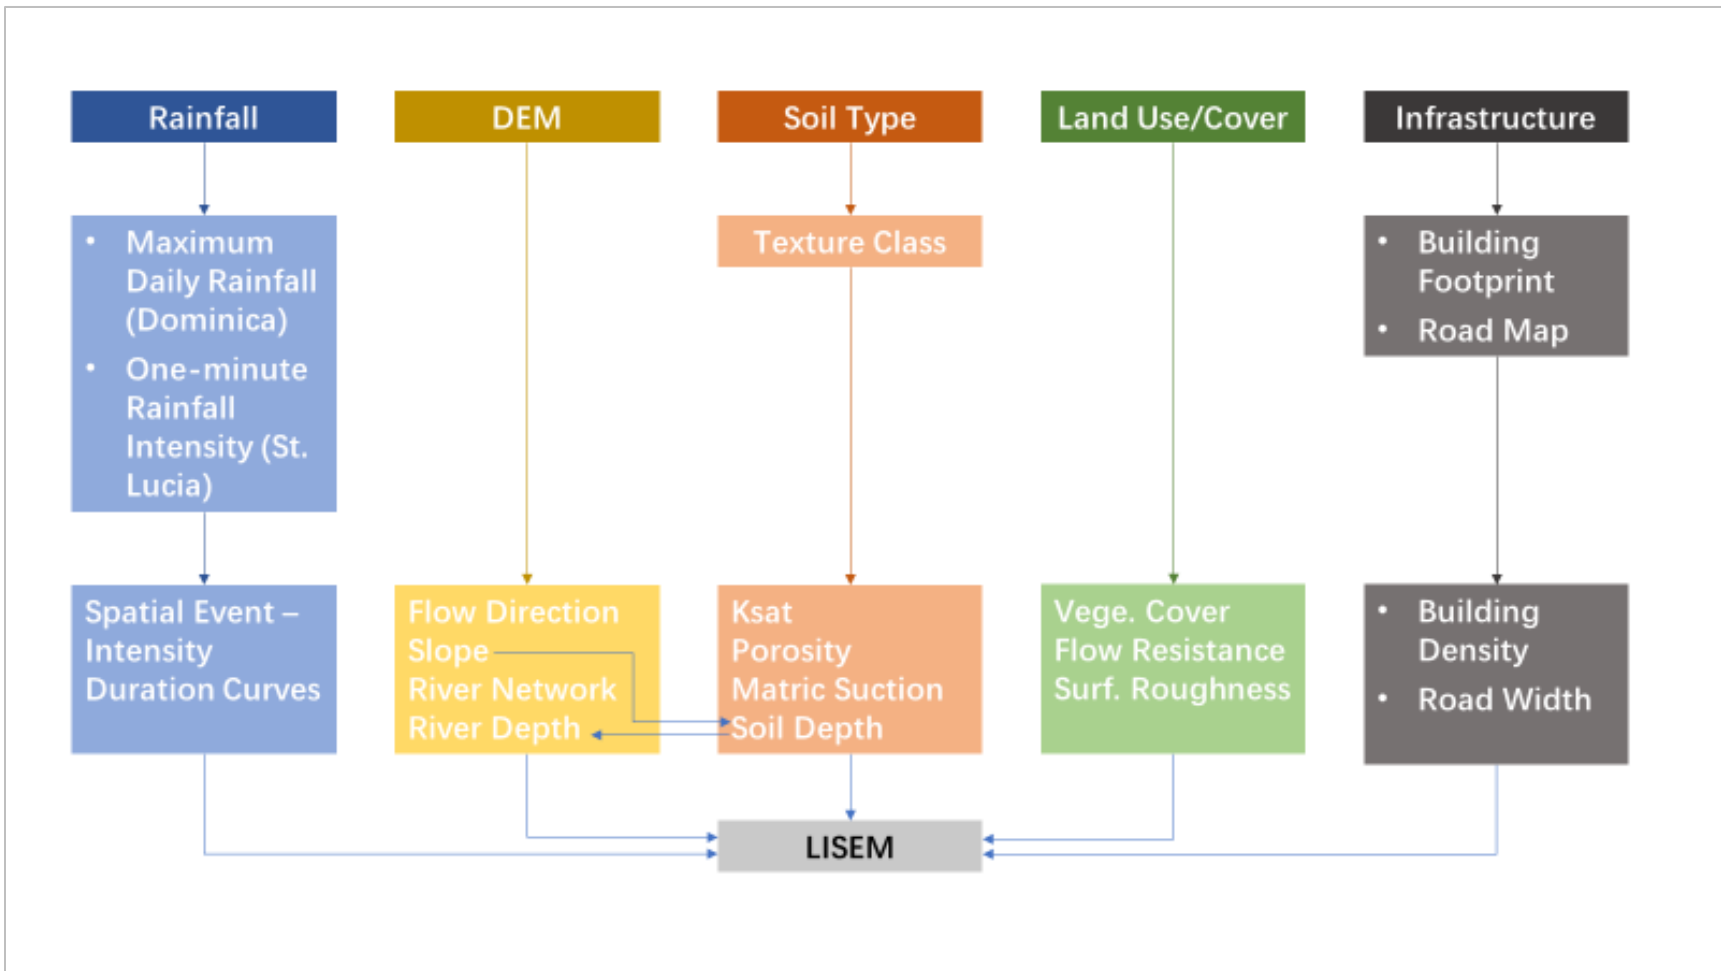 Rainfall
DEM
Soil Type
Land Use/Cover
Infrastructure
• Maximum
Daily Rainfall
(Dominica)
• One-minute
Rainfall
Intensity (St.
Lucia)
Texture Class
• Building
Footprint
• Road Map
Spatial Event –
Intensity
Duration Curves
Flow Direction
Slope
River Network
River Depth
Ksat
Porosity
Matric Suction
Soil Depth
Vege. Cover
Flow Resistance
Surf. Roughness
• Building
Density
• Road Width
LISEM